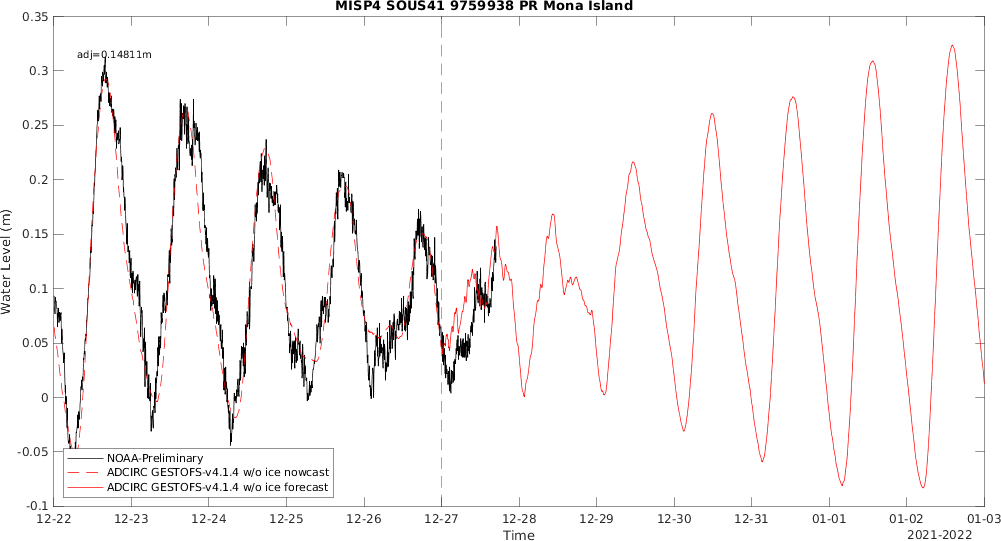 MISP4 SOUS41 9759938 PR Mona Island
adj=0.14811m
Water Level (m)
0.35
0.3
0.25
0.2
0.15
0.1
0.05
0
-0.05
-0.1
NOAA-Preliminary
ADCIRC GESTOFS-v4.1.4 w/o ice nowcast
ADCIRC GESTOFS-v4.1.4 w/o ice forecast
12-22 12-23 12-24 12-25 12-26 12-27 12-28 12-29 12-30 12-31 01-01 01-02 01-03
Time
2021-2022